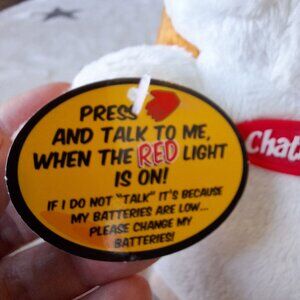 PRESS
AND TALK TO ME,
WHEN THE RED LIGHT
IS ON!
IF I DO NOT "TALK" IT'S BECAUSE
MY BATTERIES ARE LOW...
PLEASE CHANGE MY
BATTERIES!
Chat